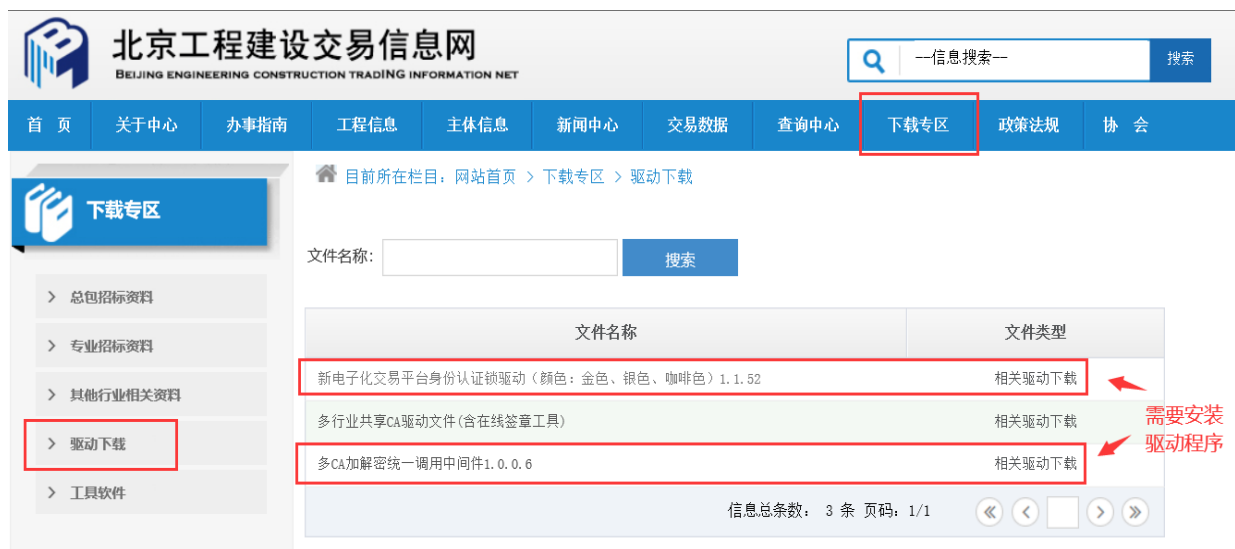 北京工程建设交易信息网
BEIJING ENGINEERING CONSTRUCTION TRADING INFORMATION NET
--信息搜索--
搜索
首 页 关于中心 办事指南 工程信息 主体信息 新闻中心 交易数据 查询中心 下载专区 政策法规 协 会
目前所在栏目: 网站首页 > 下载专区 > 驱动下载
下载专区
文件名称:
搜索
> 总包招标资料
> 专业招标资料
> 其他行业相关资料
> 驱动下载
> 工具软件
文件名称 文件类型
新电子化交易平台身份认证锁驱动(颜色: 金色、银色、咖啡色)1.1.52 相关驱动下载
多行业共享CA驱动文件(含在线签章工具) 相关驱动下载
多CA加解密统一调用中间件1.0.0.6 相关驱动下载
需要安装
驱动程序
信息总条数: 3 条 页码: 1/1